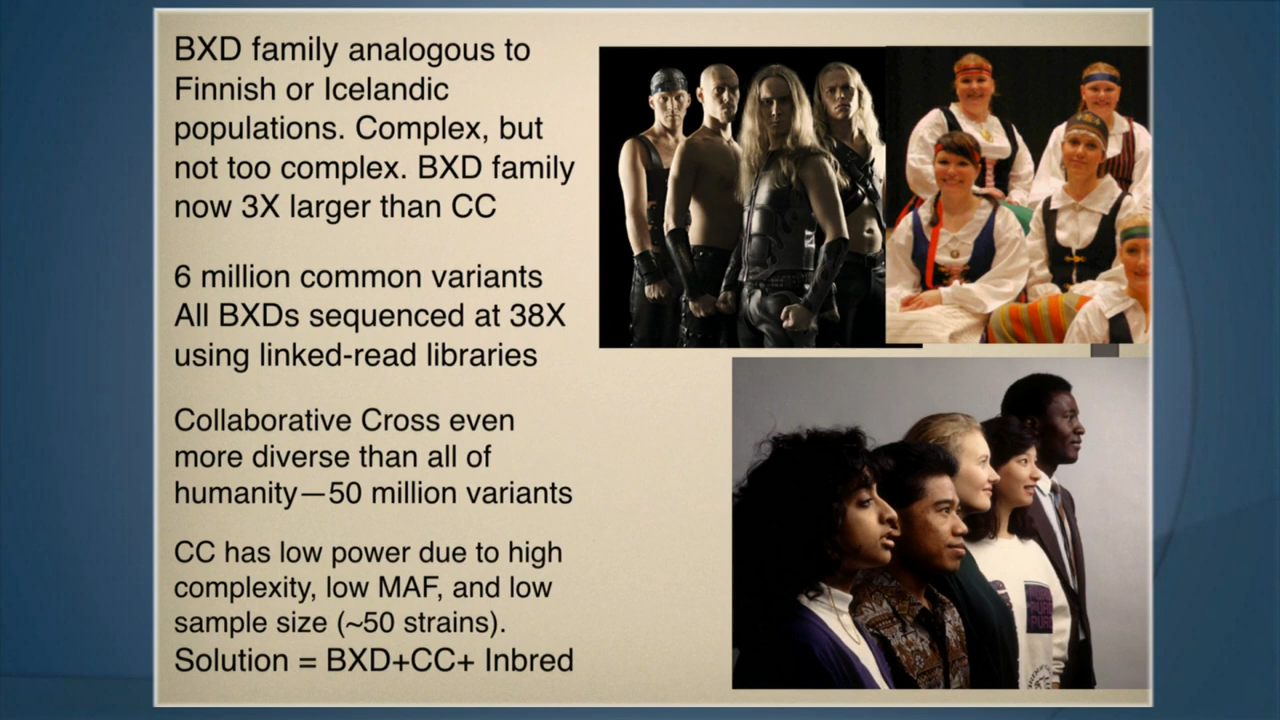 BXD family analogous to
Finnish or Icelandic
populations. Complex, but
not too complex. BXD family
now 3X larger than CC
6 million common variants
All BXDs sequenced at 38X
using linked-read libraries
Collaborative Cross even
more diverse than all of
humanity—50 million variants
CC has low power due to high
complexity, low MAF, and low
sample size (~50 strains).
Solution = BXD+CC+ Inbred